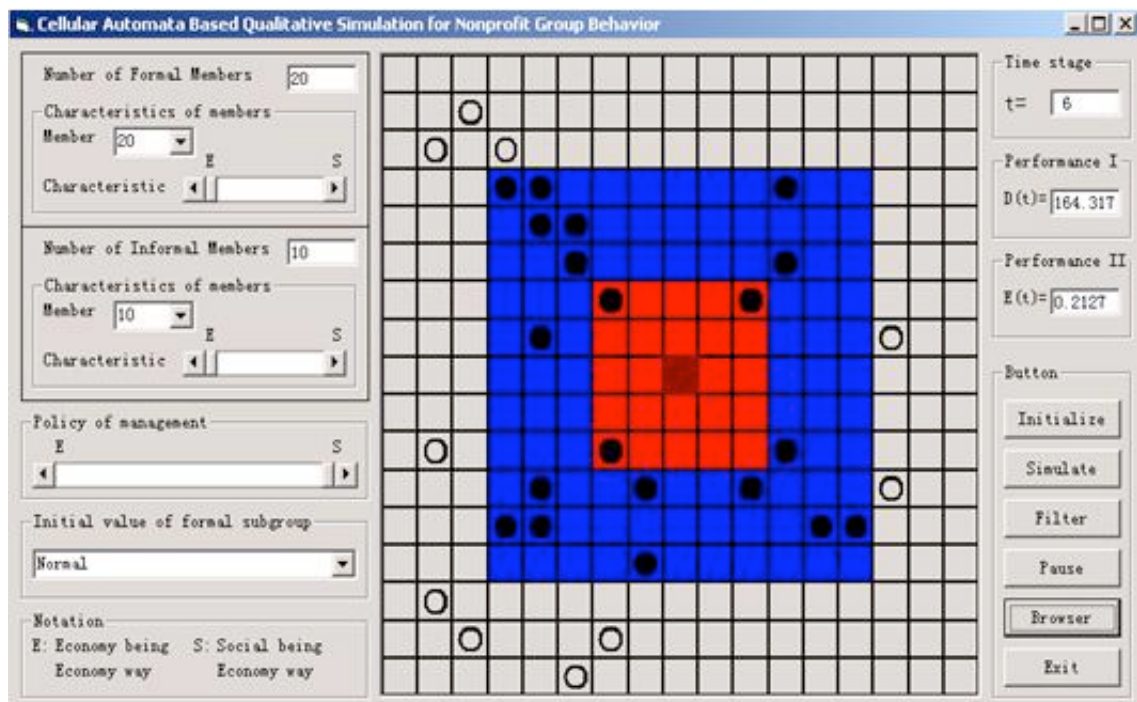 Cellular Automata Based Qualitative Simulation for Nonprofit Group Behavior
Number of Formal Members 20
Characteristics of members
Member 20
E S
Characteristic
Number of Informal Members 10
Characteristics of members
Member 10
E S
Characteristic
Policy of management
E S
Initial value of formal subgroup
Normal
Notation
E: Economy being S: Social being
Economy way Economy way
Time stage
t= 6
Performance I
D(t)= 164.317
Performance II
E(t)= 0.2127
Button
Initialize
Simulate
Filter
Pause
Browser
Exit